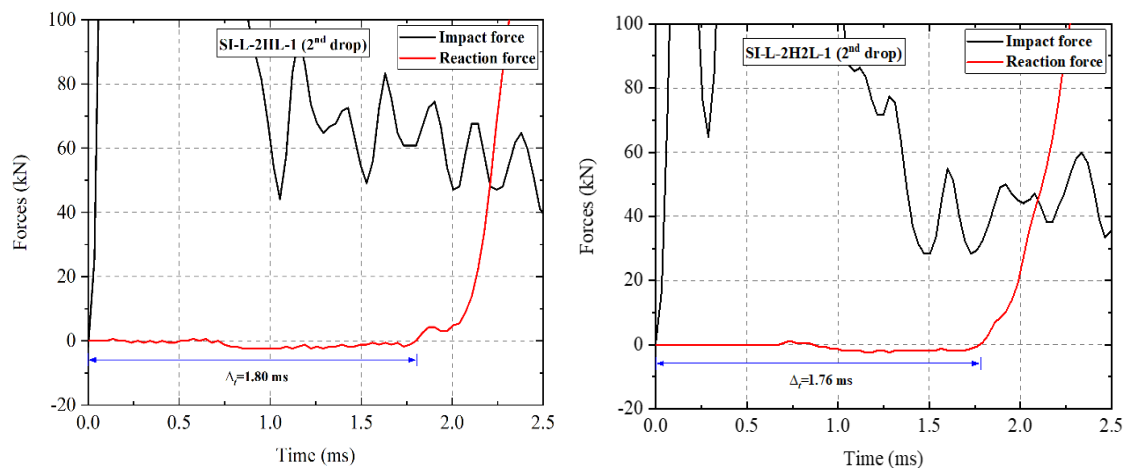 100
80
60
40
20
0
-20
Forces (kN)
SI-L-2HL-1 (2nd drop)
Impact force
Reaction force
Δt=1.80 ms
0.0 0.5 1.0 1.5 2.0 2.5
Time (ms)
100
80
60
40
20
0
-20
Forces (kN)
SI-L-2H2L-1 (2nd drop)
Impact force
Reaction force
Δt=1.76 ms
0.0 0.5 1.0 1.5 2.0 2.5
Time (ms)